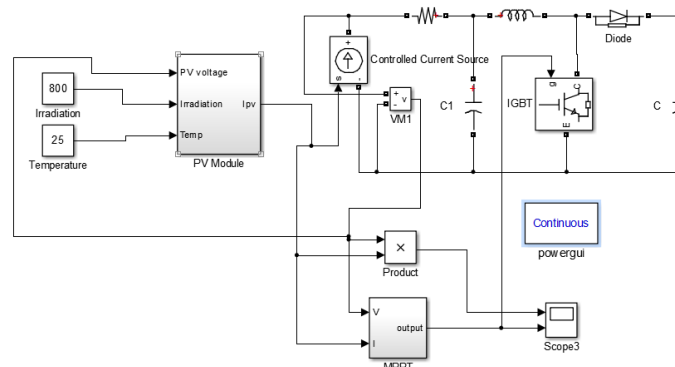 Diode
Controlled Current Source
+
s
-
PV voltage
g
C
800
Irradiation
Irradiation
Ipv
+
-
v
VM1
C1
IGBT
E
C
25
Temperature
Temp
PV Module
Continuous
powergui
×
Product
V
I
output
Scope3
MPPT